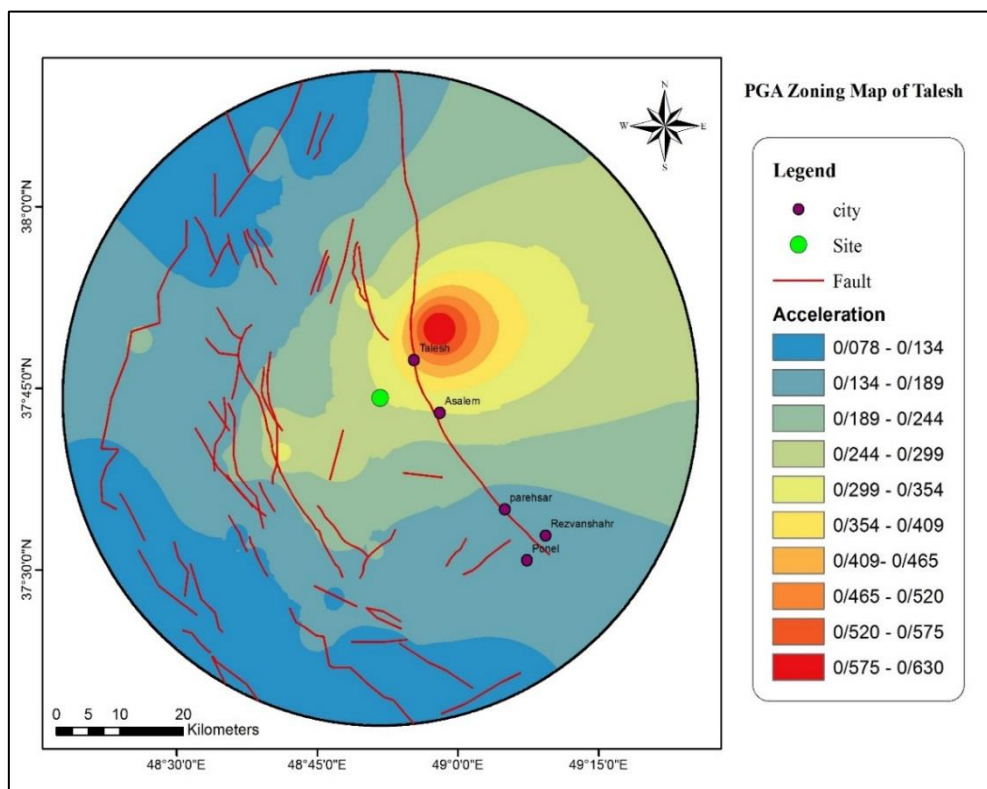 PGA Zoning Map of Talesh
N
W E
S
Legend
city
Site
Fault
Acceleration
0/078 - 0/134
0/134 - 0/189
0/189 - 0/244
0/244 - 0/299
0/299 - 0/354
0/354 - 0/409
0/409- 0/465
0/465 - 0/520
0/520 - 0/575
0/575 - 0/630
38°0'0"N
37°45'0"N
37°30'0"N
Talesh
Asalem
parehsar
Rezvanshahr
Ponel
0 5 10 20
Kilometers
48°30'0"E 48°45'0"E 49°0'0"E 49°15'0"E